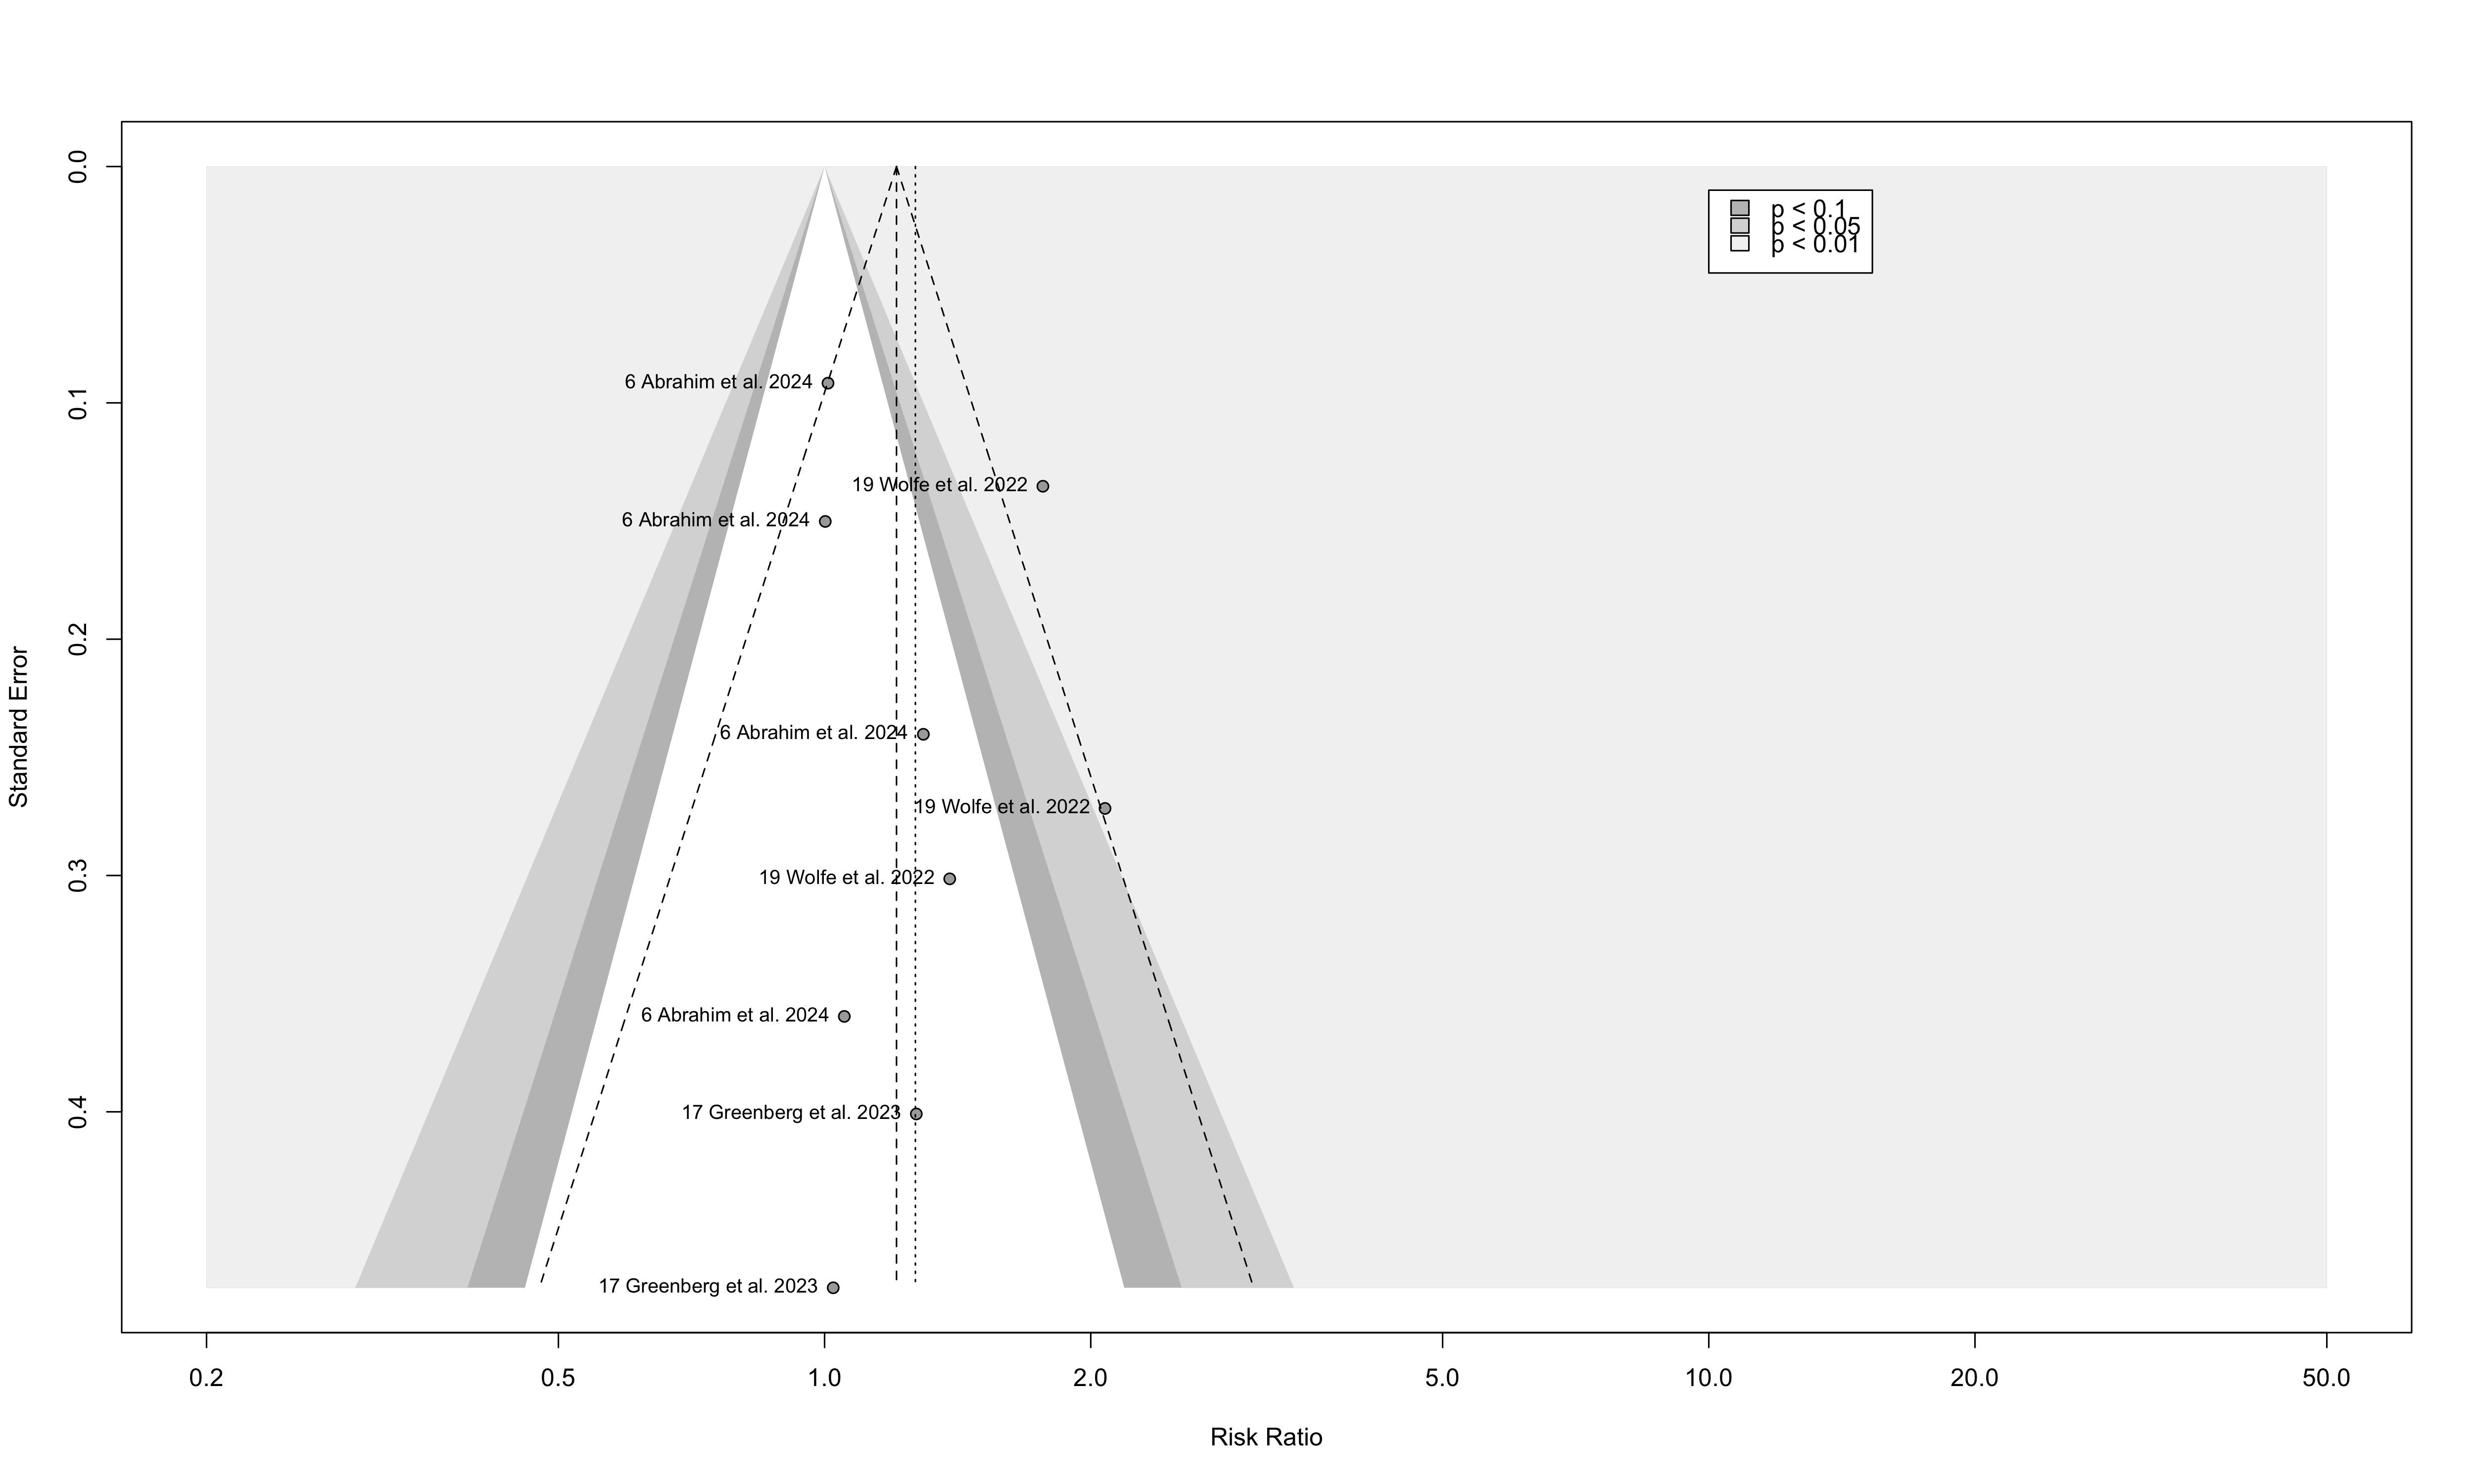 0.0
p < 0.1
p < 0.05
p < 0.01
6 Abrahim et al. 2024
0.1
19 Wolfe et al. 2022
6 Abrahim et al. 2024
0.2
Standard Error
6 Abrahim et al. 2024
19 Wolfe et al. 2022
0.3
19 Wolfe et al. 2022
6 Abrahim et al. 2024
0.4
17 Greenberg et al. 2023
17 Greenberg et al. 2023
0.2 0.5 1.0 2.0 5.0 10.0 20.0 50.0
Risk Ratio